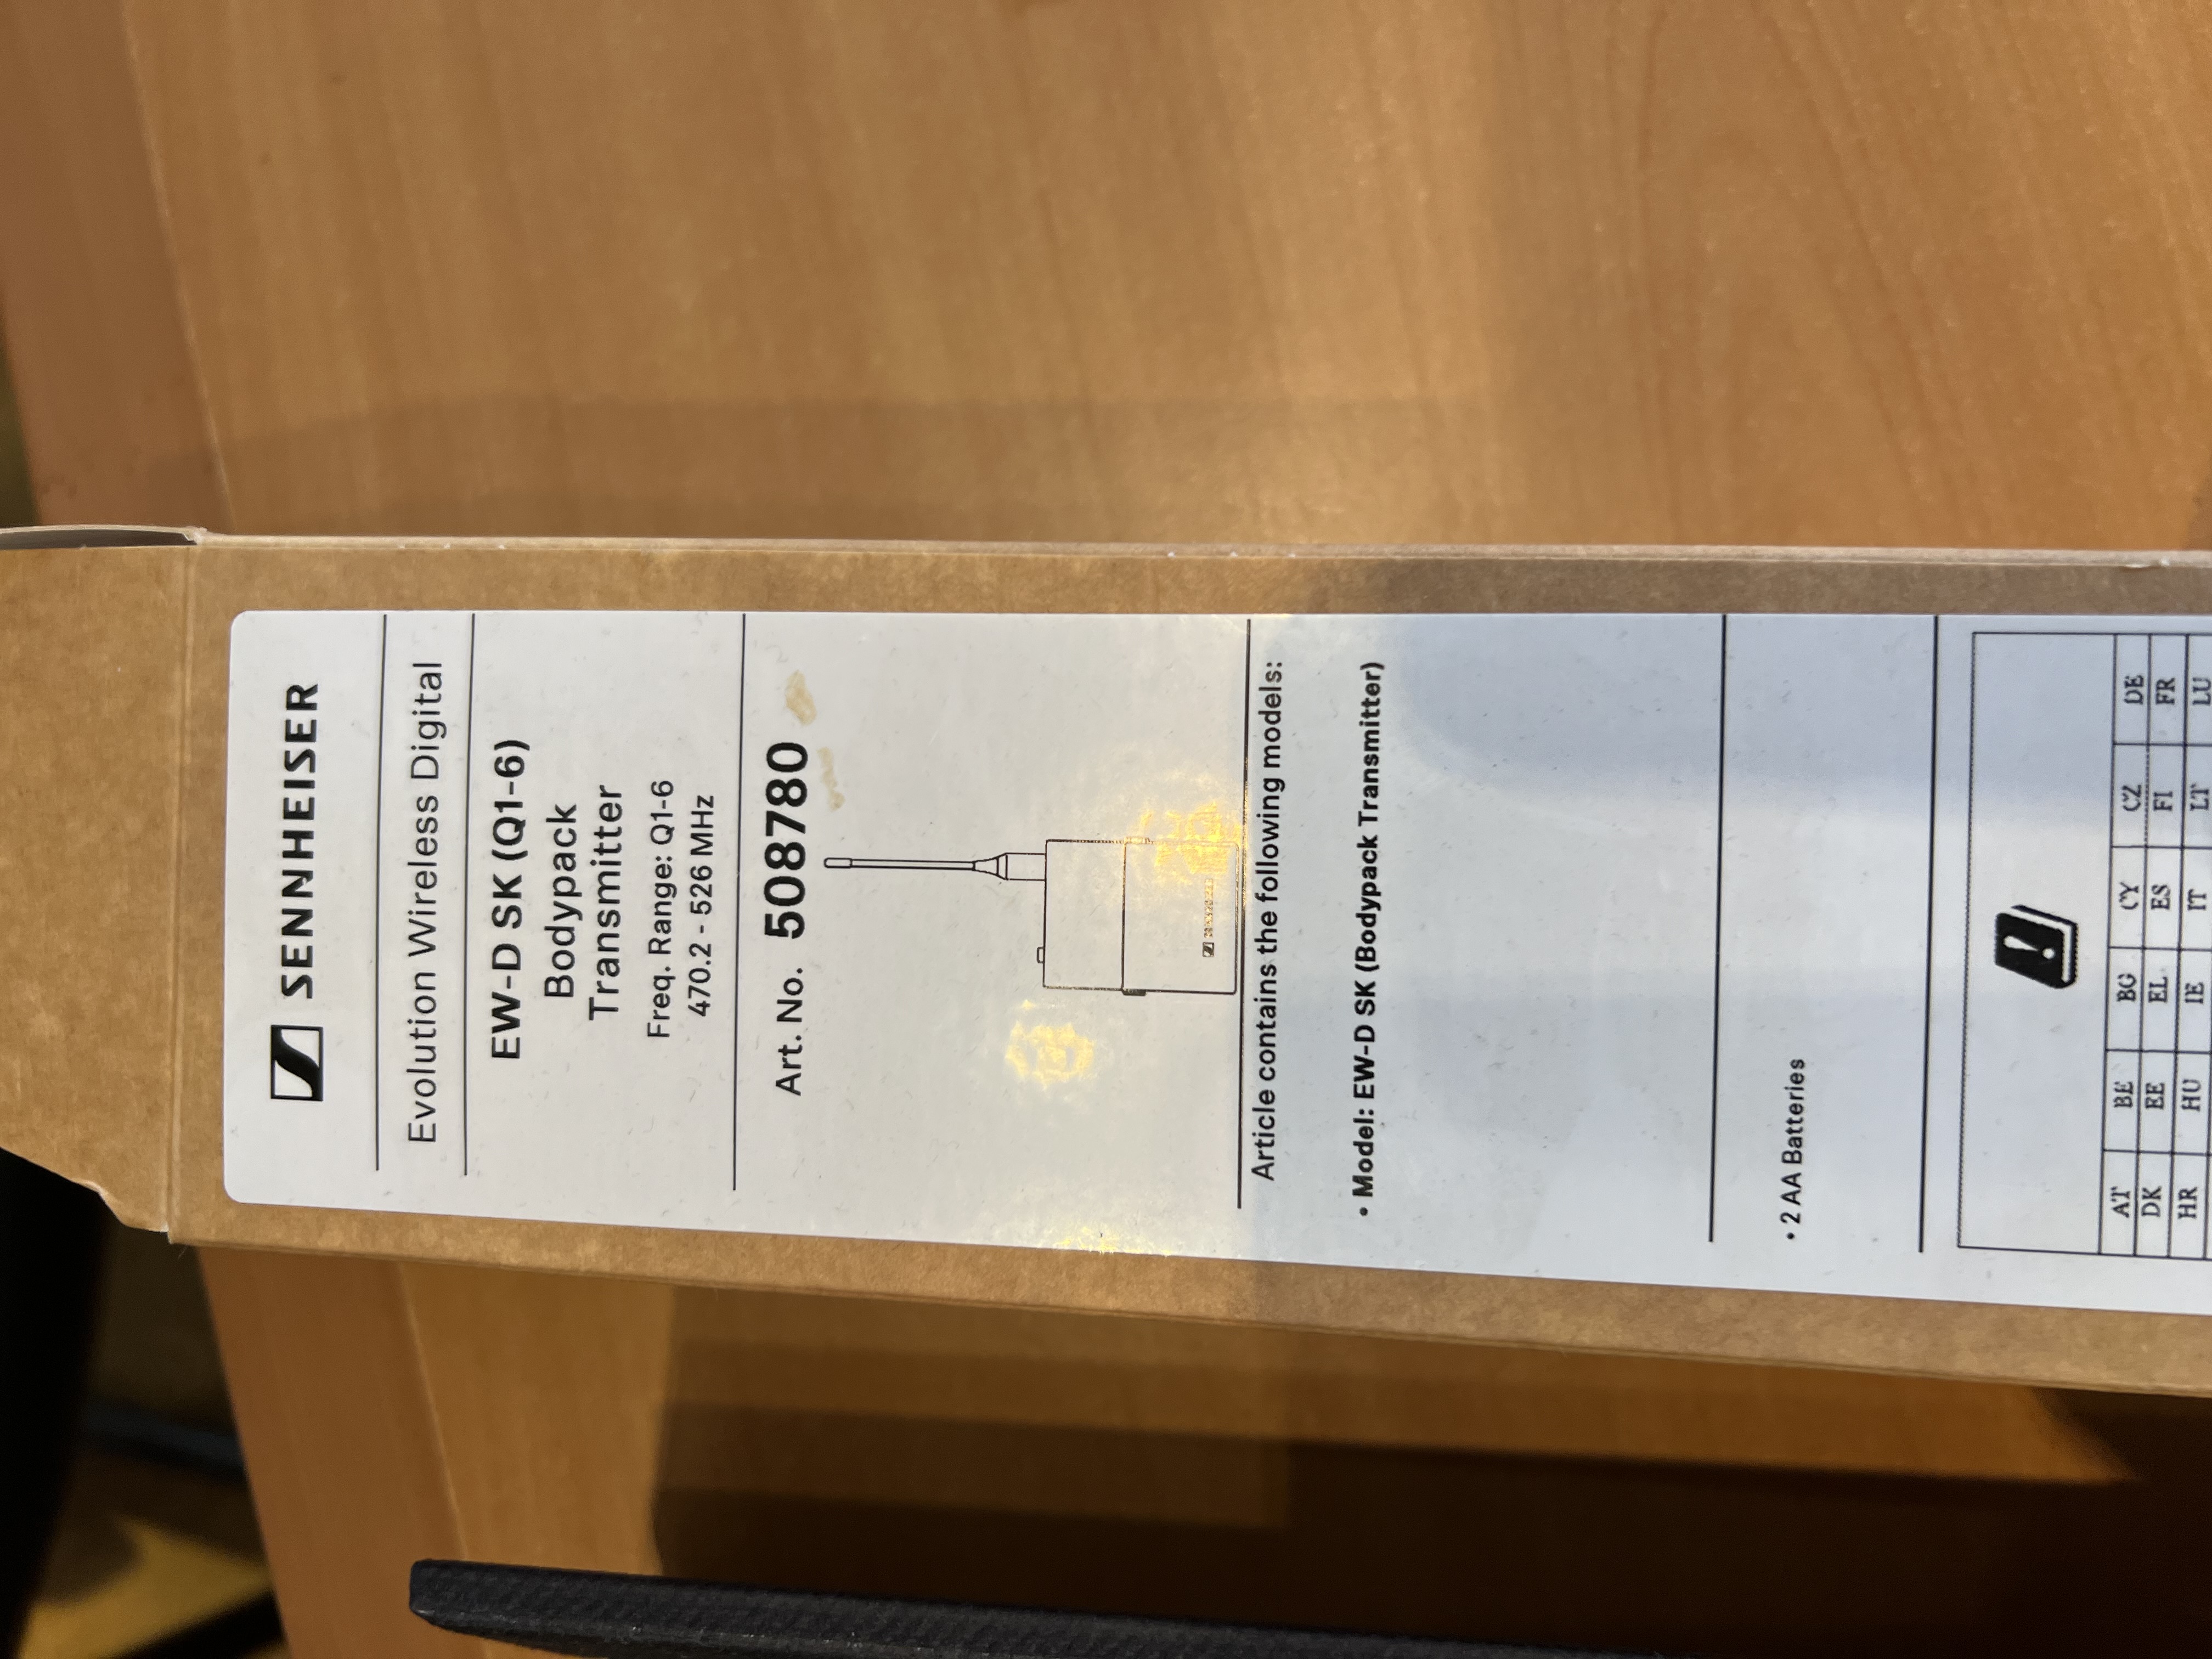 SENNHEISER
Evolution Wireless Digital
EW-D SK (Q1-6)
Bodypack
Transmitter
Freq. Range: Q1-6
470.2 - 526 MHz
Art. No. 508780
Article contains the following models:
• Model: EW-D SK (Bodypack Transmitter)
• 2 AA Batteries
AT BE BG CY CZ DE
DK EE EL ES FI FR
HR HU IE IT LT LU